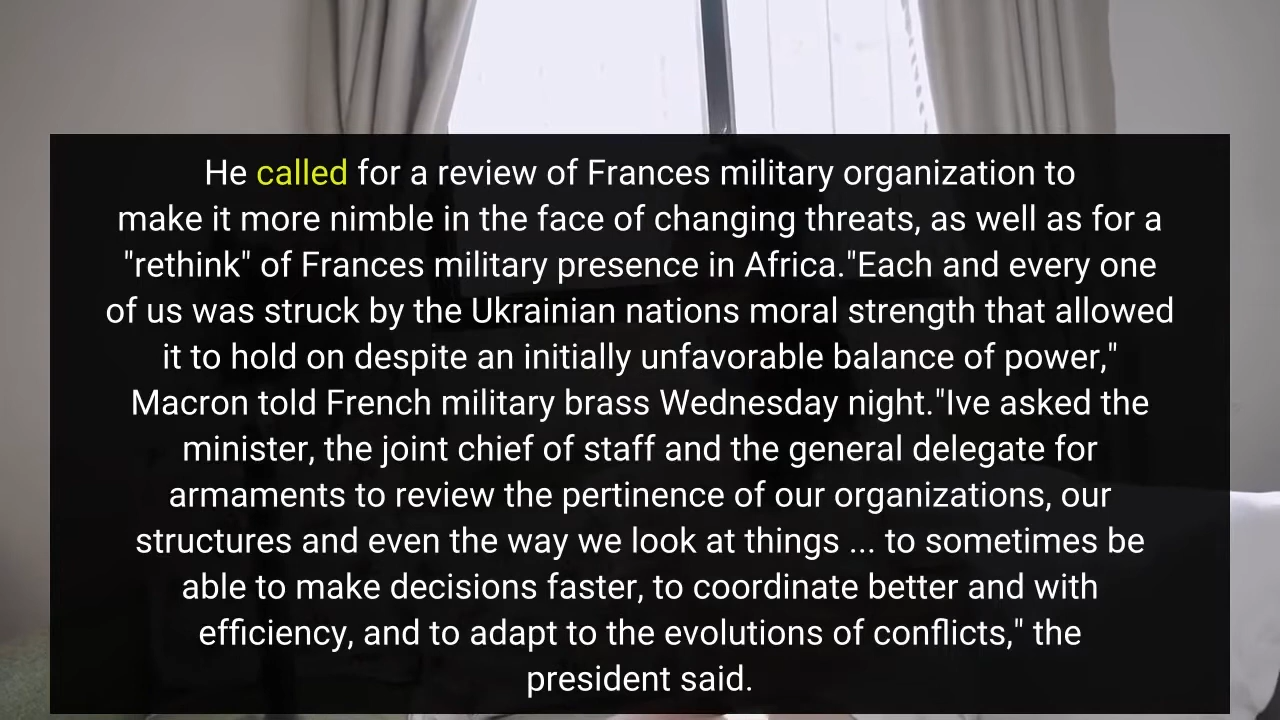 He called for a review of Frances military organization to
make it more nimble in the face of changing threats, as well as for a
"rethink" of Frances military presence in Africa."Each and every one
of us was struck by the Ukrainian nations moral strength that allowed
it to hold on despite an initially unfavorable balance of power,"
Macron told French military brass Wednesday night."Ive asked the
minister, the joint chief of staff and the general delegate for
armaments to review the pertinence of our organizations, our
structures and even the way we look at things ... to sometimes be
able to make decisions faster, to coordinate better and with
efficiency, and to adapt to the evolutions of conflicts," the
president said.